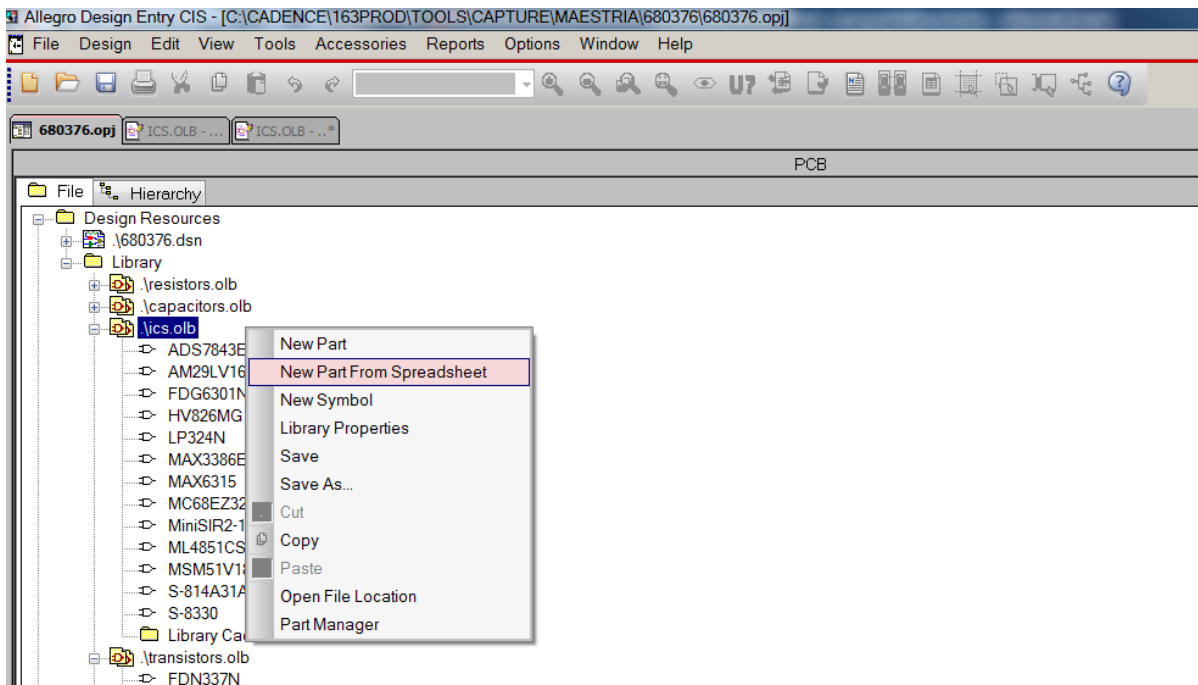 Allegro Design Entry CIS - [C:\CADENCE\163PROD\TOOLS\CAPTURE\MAESTRIA\680376\680376.opj]
File Design Edit View Tools Accessories Reports Options Window Help
U?
680376.opj ICS.OLB - ... ICS.OLB - ..*
PCB
File Hierarchy
Design Resources
.\680376.dsn
Library
.\resistors.olb
.\capacitors.olb
.\ics.olb
New Part
ADS7843E
New Part From Spreadsheet
AM29LV16
FDG6301N
New Symbol
HV826MG
Library Properties
LP324N
Save
MAX3386E
MAX6315
Save As...
MC68EZ32
Cut
MiniSIR2-1
Copy
ML4851CS
Paste
MSM51V18
Open File Location
S-814A31A
S-8330
Part Manager
Library Cac
.\transistors.olb
FDN337N